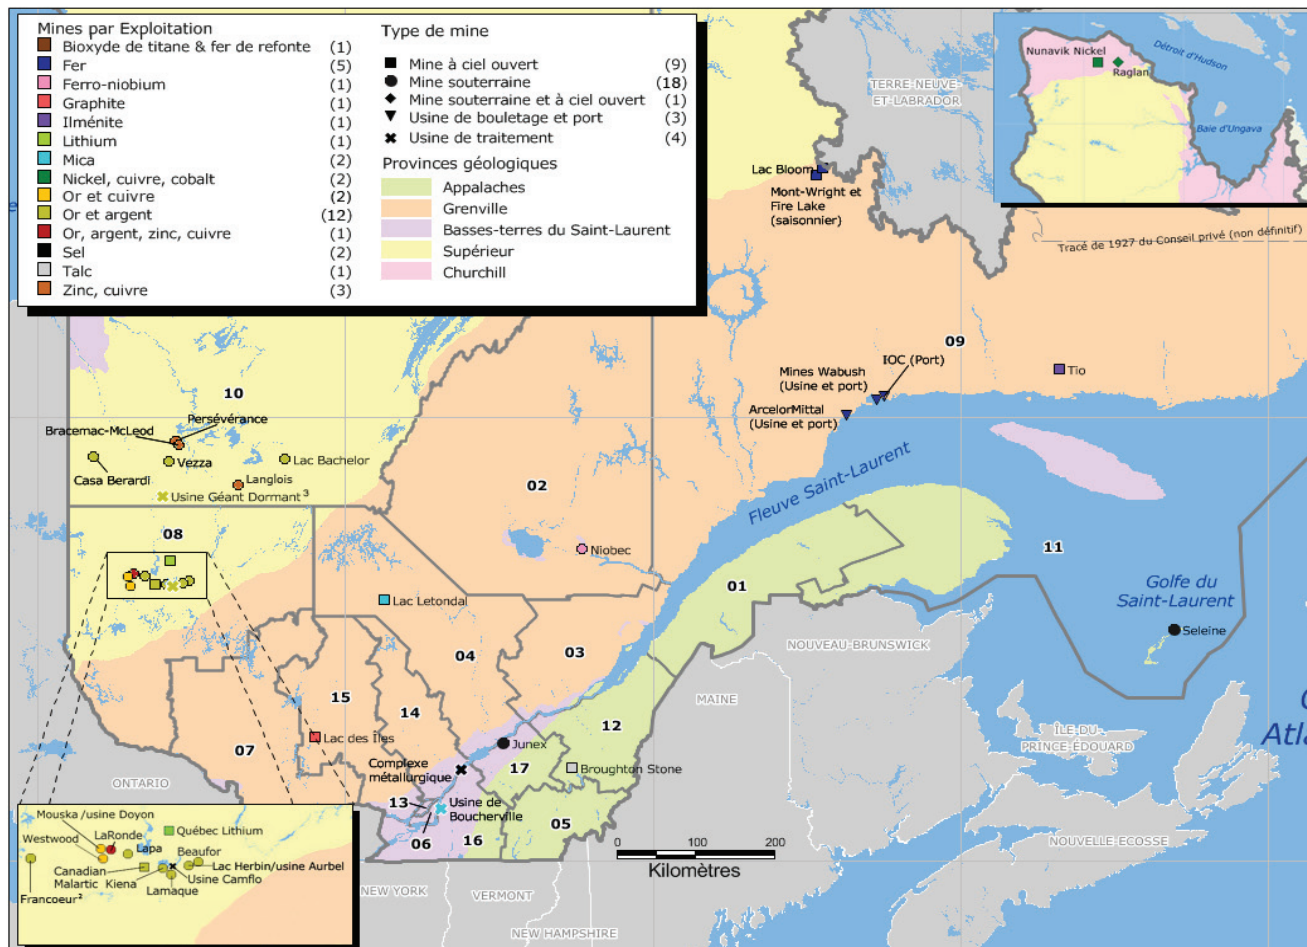 Mines par Exploitation
Bioxyde de titane & fer de refonte (1)
Fer (5)
Ferro-niobium (1)
Graphite (1)
Ilménite (1)
Lithium (1)
Mica (2)
Nickel, cuivre, cobalt (2)
Or et cuivre (2)
Or et argent (12)
Or, argent, zinc, cuivre (1)
Sel (2)
Talc (1)
Zinc, cuivre (3)
Type de mine
Mine à ciel ouvert (9)
Mine souterraine (18)
Mine souterraine et à ciel ouvert (1)
Usine de bouletage et port (3)
Usine de traitement (4)
Provinces géologiques
Appalaches
Grenville
Basses-terres du Saint-Laurent
Supérieur
Churchill
TERRE-NEUVE-
ET-LABRADOR
Nunavik Nickel
Raglan
Détroit d'Hudson
Baie d'Ungava
Lac Bloom
Mont-Wright et
Fire Lake
(saisonnier)
Tracé de 1927 du Conseil privé (non définitif)
09
IOC (Port)
Mines Wabush
(Usine et port)
ArcelorMittal
(Usine et port)
Tio
10
Persévérance
Bracemac-McLeod
Vezza
Lac Bachelor
Casa Berardi
Langlois
Usine Géant Dormant³
02
Fleuve Saint-Laurent
08
Niobec
11
01
Golfe du
Saint-Laurent
Seleine
Lac Letondal
NOUVEAU-BRUNSWICK
04
03
15
14
MAINE
12
ÎLE-DU-
PRINCE-ÉDOUARD
Atla
07
Lac des Îles
Junex
Complexe
métallurgique
17
Broughton Stone
ONTARIO
13
Usine de
Boucherville
05
06
16
NOUVELLE-ECOSSE
0 100 200
Kilomètres
NEW YORK
VERMONT
NEW HAMPSHIRE
Mouska /usine Doyon
Westwood
LaRonde
Québec Lithium
Lapa
Beaufor
Canadian
Malartic
Kiena
Lac Herbin/usine Aurbel
Usine Camflo
Lamaque
Francoeur²